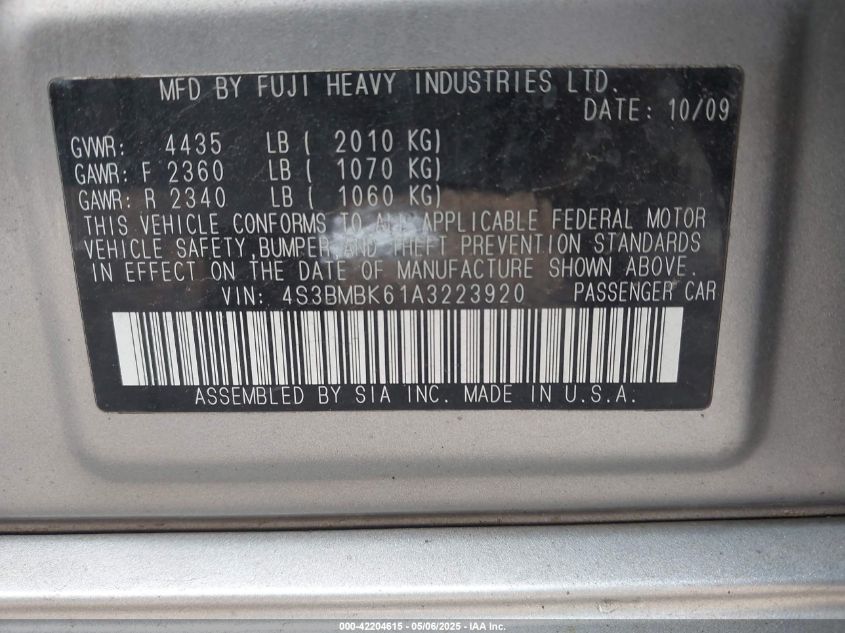 MFD BY FUJI HEAVY INDUSTRIES LTD.
DATE: 10/09
GVWR: 4435 LB ( 2010 KG)
GAWR: F 2360 LB ( 1070 KG)
GAWR: R 2340 LB ( 1060 KG)
THIS VEHICLE CONFORMS TO ALL APPLICABLE FEDERAL MOTOR
VEHICLE SAFETY,BUMPER AND THEFT PREVENTION STANDARDS
IN EFFECT ON THE DATE OF MANUFACTURE SHOWN ABOVE.
VIN: 4S3BMBK61A3223920 PASSENGER CAR
ASSEMBLED BY SIA INC. MADE IN U.S.A.
000-42204615 - 05/06/2025 - IAA Inc.